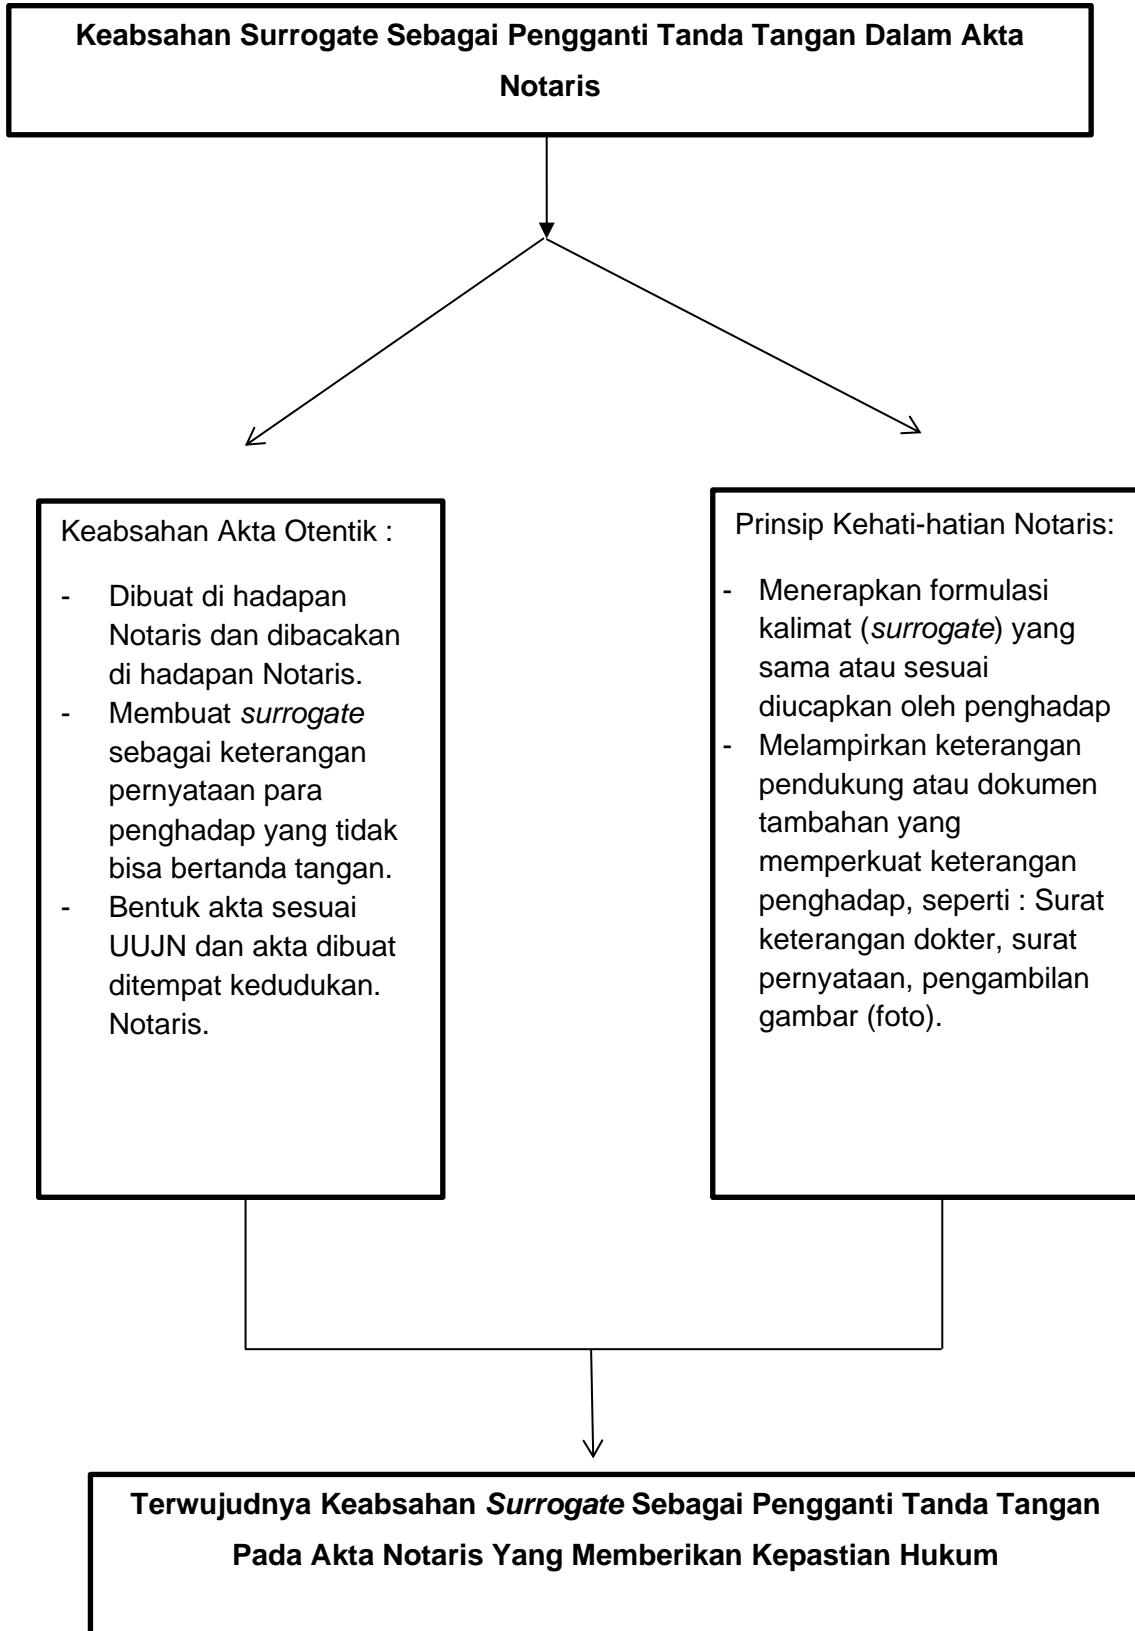 Keabsahan Surrogate Sebagai Pengganti Tanda Tangan Dalam Akta
Notaris
Keabsahan Akta Otentik :
- Dibuat di hadapan
Notaris dan dibacakan
di hadapan Notaris.
- Membuat surrogate
sebagai keterangan
pernyataan para
penghadap yang tidak
bisa bertanda tangan.
- Bentuk akta sesuai
UUJN dan akta dibuat
ditempat kedudukan.
Notaris.
Prinsip Kehati-hatian Notaris:
- Menerapkan formulasi
kalimat (surrogate) yang
sama atau sesuai
diucapkan oleh penghadap
- Melampirkan keterangan
pendukung atau dokumen
tambahan yang
memperkuat keterangan
penghadap, seperti : Surat
keterangan dokter, surat
pernyataan, pengambilan
gambar (foto).
Terwujudnya Keabsahan Surrogate Sebagai Pengganti Tanda Tangan
Pada Akta Notaris Yang Memberikan Kepastian Hukum